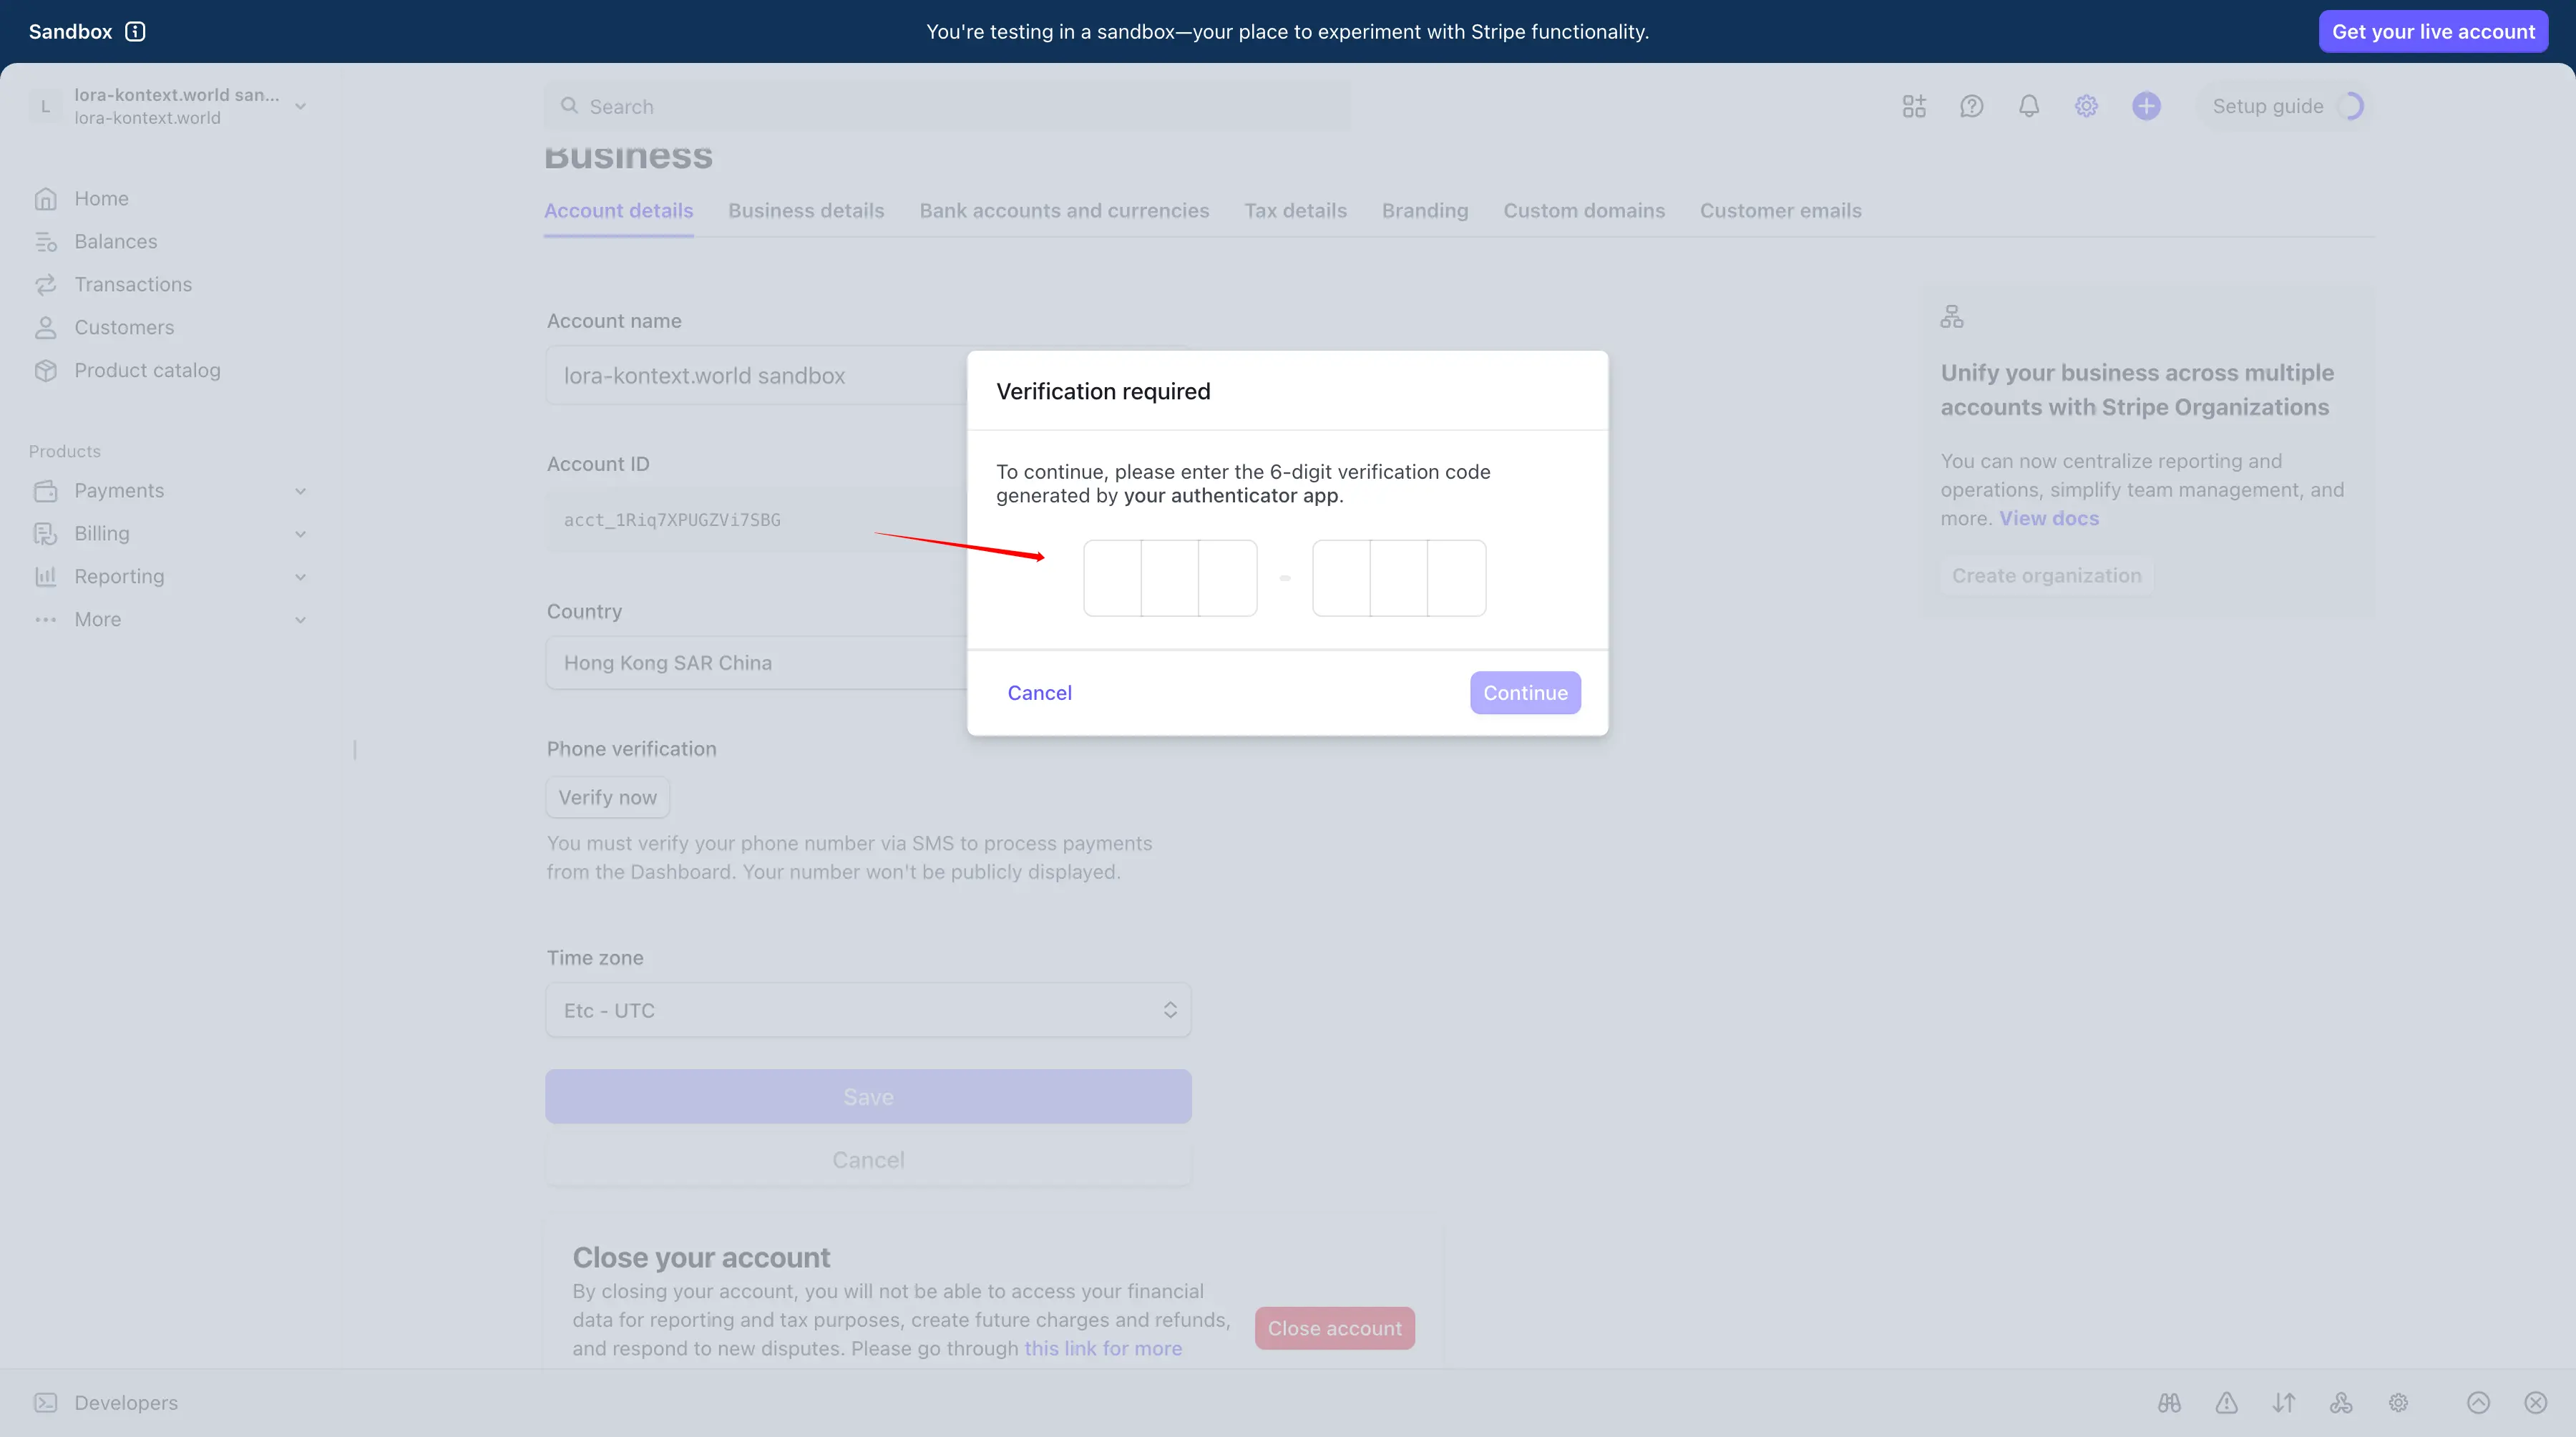 Sandbox
You're testing in a sandbox—your place to experiment with Stripe functionality.
Get your live account
L
lora-kontext.world san...
lora-kontext.world
Search
Setup guide
Business
Home
Balances
Transactions
Customers
Product catalog
Products
Payments
Billing
Reporting
More
Account details
Business details
Bank accounts and currencies
Tax details
Branding
Custom domains
Customer emails
Account name
lora-kontext.world sandbox
Account ID
acct_1Riq7XPUGZVi7SBG
Country
Hong Kong SAR China
Phone verification
Verify now
You must verify your phone number via SMS to process payments
from the Dashboard. Your number won't be publicly displayed.
Time zone
Etc - UTC
Save
Cancel
Close your account
By closing your account, you will not be able to access your financial
data for reporting and tax purposes, create future charges and refunds,
and respond to new disputes. Please go through this link for more
Close account
Verification required
To continue, please enter the 6-digit verification code
generated by your authenticator app.
Cancel
Continue
Unify your business across multiple
accounts with Stripe Organizations
You can now centralize reporting and
operations, simplify team management, and
more. View docs
Create organization
Developers